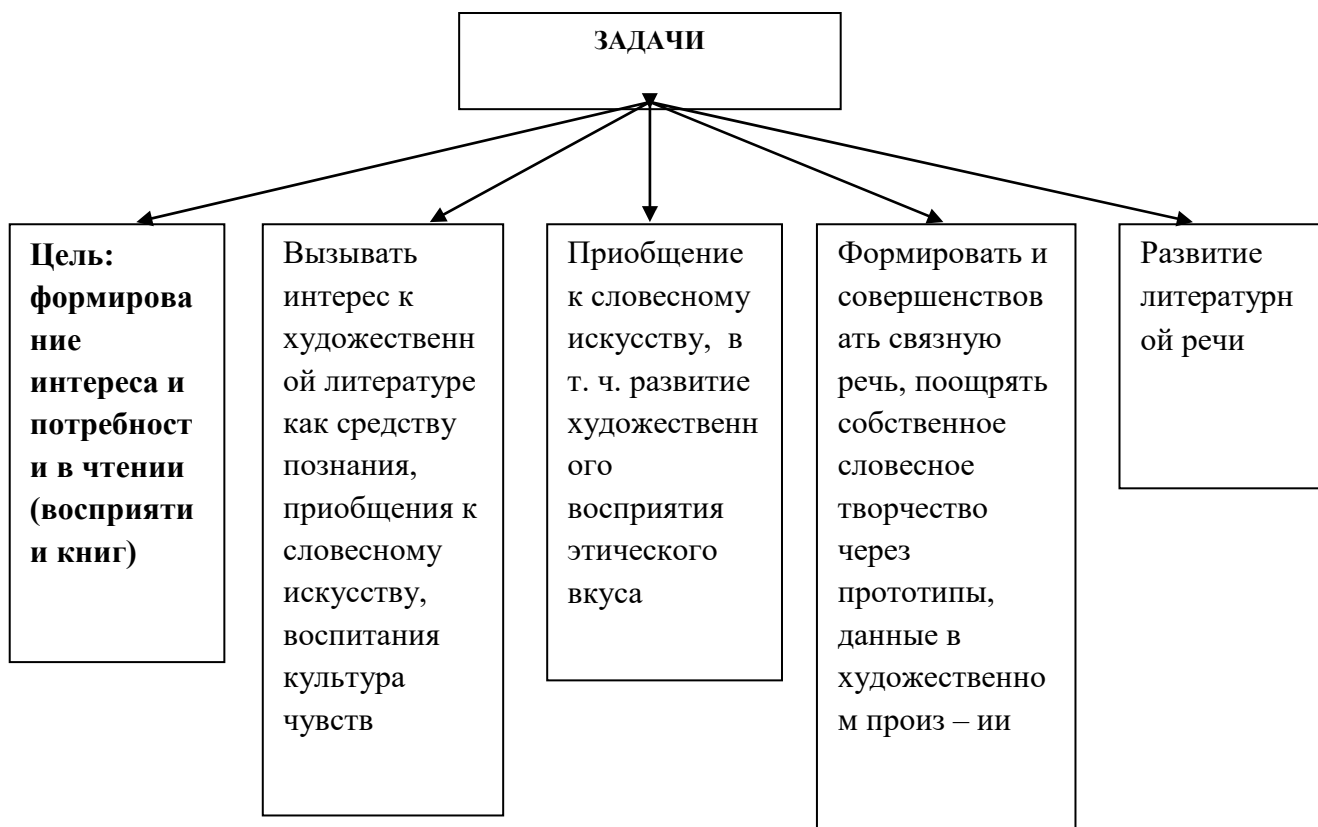 ЗАДАЧИ
Цель:
формирова
ние
интереса и
потребност
и в чтении
(восприяти
и книг)
Вызывать
интерес к
художественн
ой литературе
как средству
познания,
приобщения к
словесному
искусству,
воспитания
культура
чувств
Приобщение
к словесному
искусству, в
т. ч. развитие
художественн
ого
восприятия
этического
вкуса
Формировать и
совершенствов
ать связную
речь, поощрять
собственное
словесное
творчество
через
прототипы,
данные в
художественно
м произ – ии
Развитие
литературн
ой речи